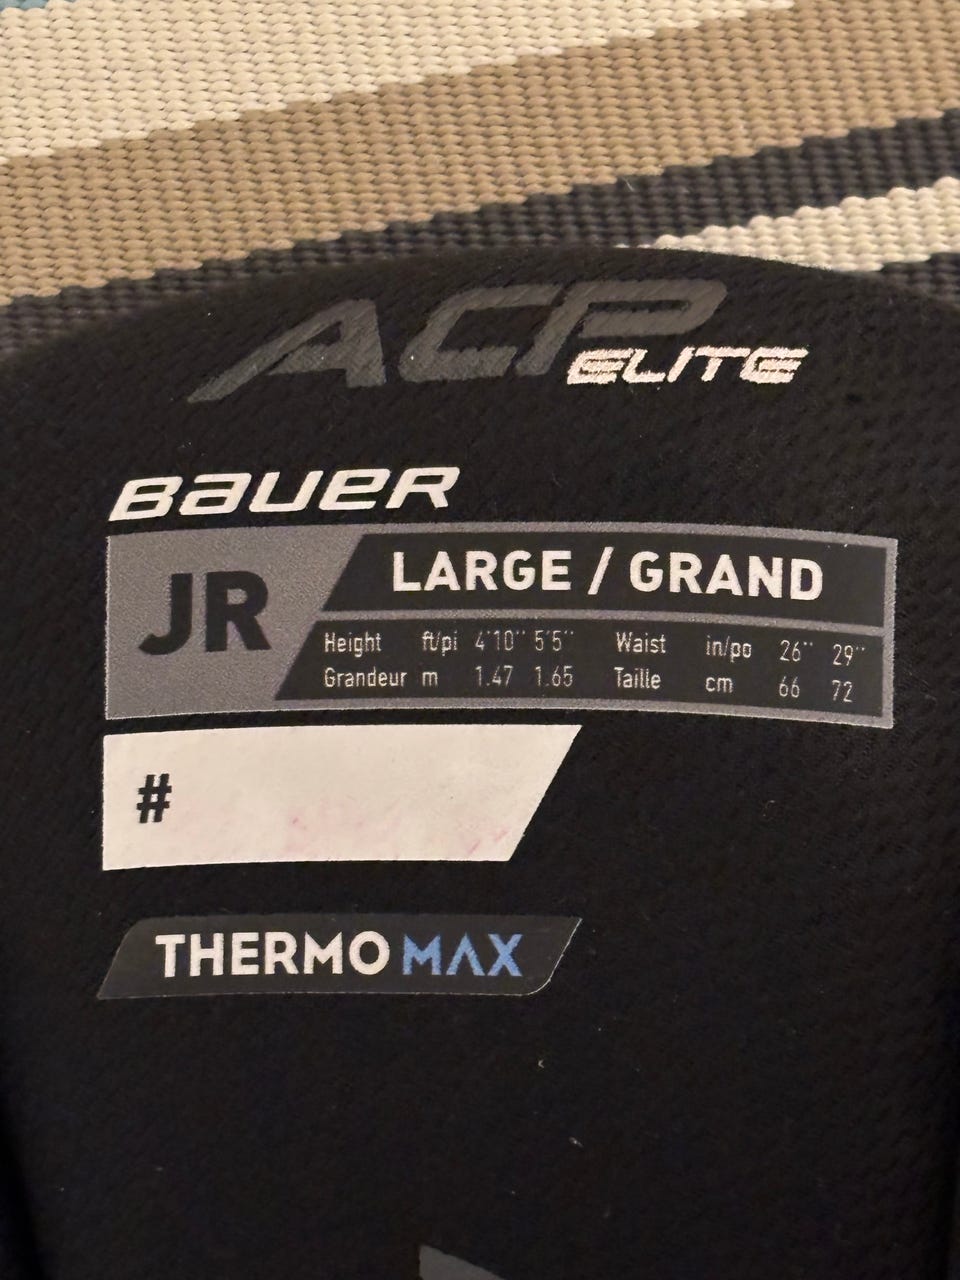 ACP ELITE
BAUER
JR
LARGE / GRAND
Height ft/pi 4'10'' 5'5'' Waist in/po 26'' 29''
Grandeur m 1.47 1.65 Taille cm 66 72
#
THERMO MAX